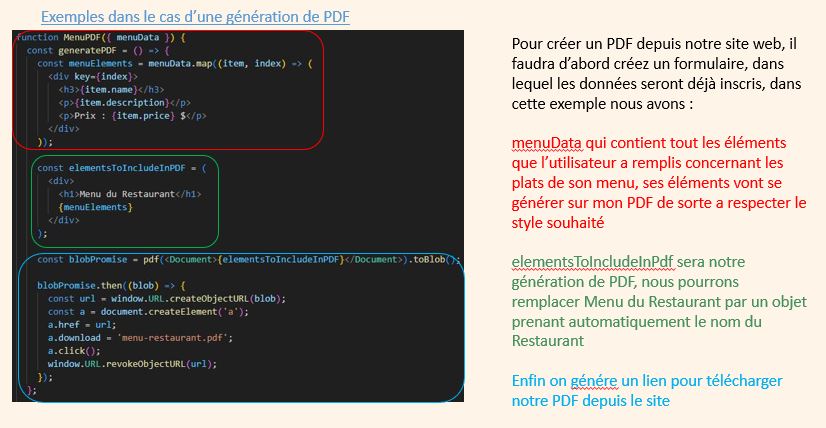 Exemples dans le cas d’une génération de PDF
function MenuPDF({ menuData }) {
const generatePDF = () => {
const menuElements = menuData.map((item, index) => (
<div key={index}>
<h3>{item.name}</h3>
<p>{item.description}</p>
<p>Prix : {item.price} $</p>
</div>
));
const elementsToIncludeInPDF = (
<div>
<h1>Menu du Restaurant</h1>
{menuElements}
</div>
);
const blobPromise = pdf(<Document>{elementsToIncludeInPDF}</Document>).toBlob();
blobPromise.then((blob) => {
const url = window.URL.createObjectURL(blob);
const a = document.createElement('a');
a.href = url;
a.download = 'menu-restaurant.pdf';
a.click();
window.URL.revokeObjectURL(url);
});
};
Pour créer un PDF depuis notre site web, il
faudra d’abord créez un formulaire, dans
lequel les données seront déjà inscris, dans
cette exemple nous avons :
menuData qui contient tout les éléments
que l’utilisateur a remplis concernant les
plats de son menu, ses éléments vont se
générer sur mon PDF de sorte a respecter le
style souhaité
elementsToIncludeInPdf sera notre
génération de PDF, nous pourrons
remplacer Menu du Restaurant par un objet
prenant automatiquement le nom du
Restaurant
Enfin on génére un lien pour télécharger
notre PDF depuis le site